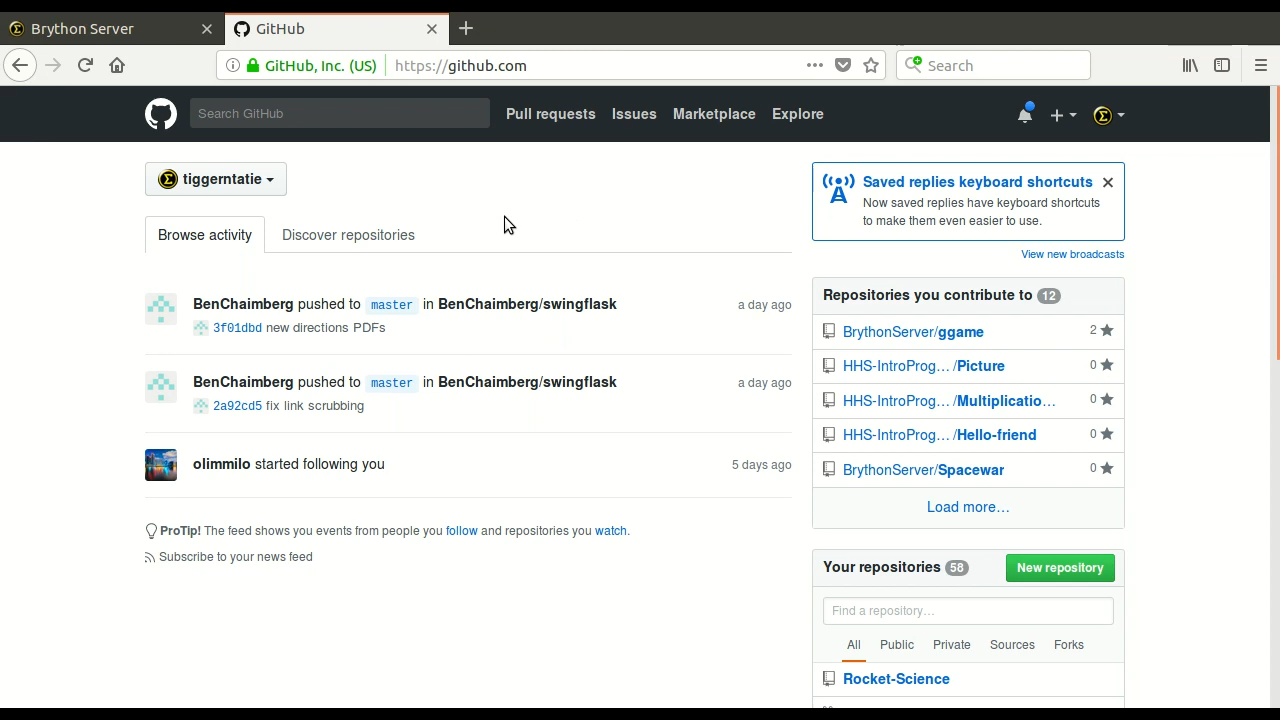 Brython Server
GitHub
GitHub, Inc. (US)
https://github.com
Search
Search GitHub
Pull requests Issues Marketplace Explore
tiggerntatie
Browse activity Discover repositories
BenChaimberg pushed to master in BenChaimberg/swingflask a day ago
3f01dbd new directions PDFs
BenChaimberg pushed to master in BenChaimberg/swingflask a day ago
2a92cd5 fix link scrubbing
olimmilo started following you 5 days ago
ProTip! The feed shows you events from people you follow and repositories you watch.
Subscribe to your news feed
Saved replies keyboard shortcuts
Now saved replies have keyboard shortcuts
to make them even easier to use.
View new broadcasts
Repositories you contribute to 12
BrythonServer/ggame 2
HHS-IntroProg… /Picture 0
HHS-IntroProg… /Multiplicatio… 0
HHS-IntroProg… /Hello-friend 0
BrythonServer/Spacewar 0
Load more…
Your repositories 58 New repository
Find a repository…
All Public Private Sources Forks
Rocket-Science